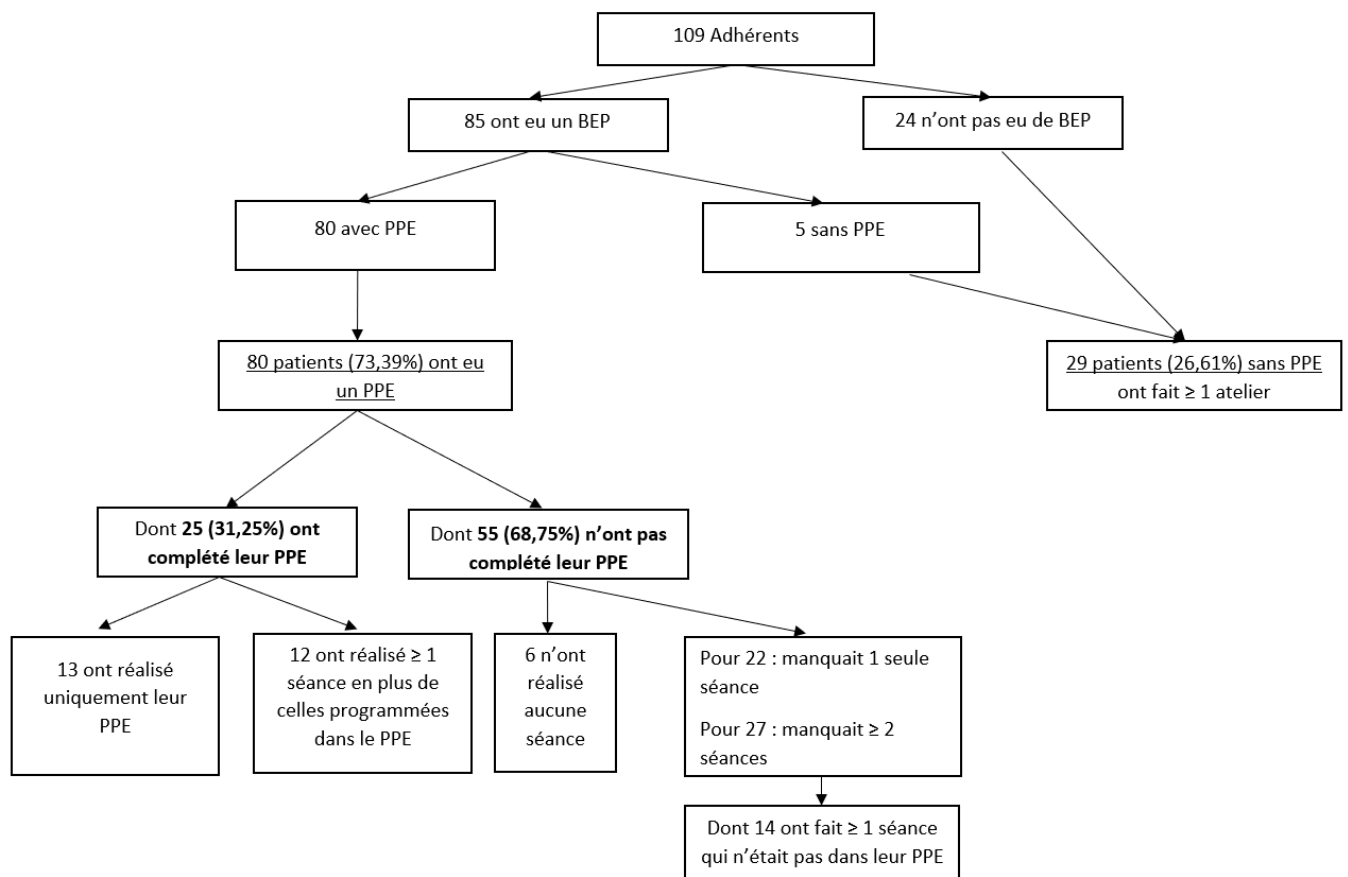 109 Adhérents
85 ont eu un BEP
24 n’ont pas eu de BEP
80 avec PPE
5 sans PPE
80 patients (73,39%) ont eu
un PPE
29 patients (26,61%) sans PPE
ont fait ≥ 1 atelier
Dont 25 (31,25%) ont
complété leur PPE
Dont 55 (68,75%) n’ont pas
complété leur PPE
13 ont réalisé
uniquement leur
PPE
12 ont réalisé ≥ 1
séance en plus de
celles programmées
dans le PPE
6 n’ont
réalisé
aucune
séance
Pour 22 : manquait 1 seule
séance
Pour 27 : manquait ≥ 2
séances
Dont 14 ont fait ≥ 1 séance
qui n’était pas dans leur PPE